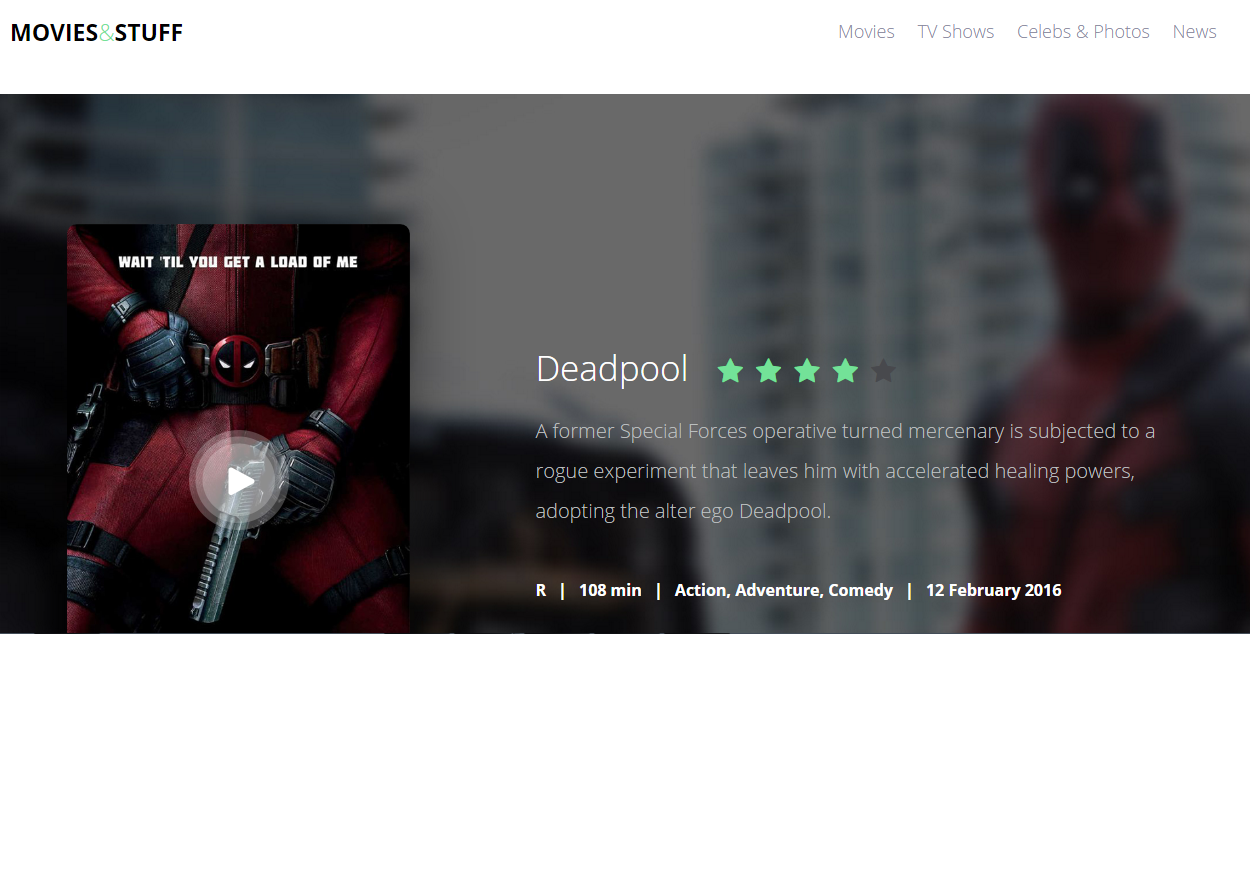 MOVIES&STUFF
Movies TV Shows Celebs & Photos News
WAIT 'TIL YOU GET A LOAD OF ME
Deadpool
A former Special Forces operative turned mercenary is subjected to a
rogue experiment that leaves him with accelerated healing powers,
adopting the alter ego Deadpool.
R | 108 min | Action, Adventure, Comedy | 12 February 2016